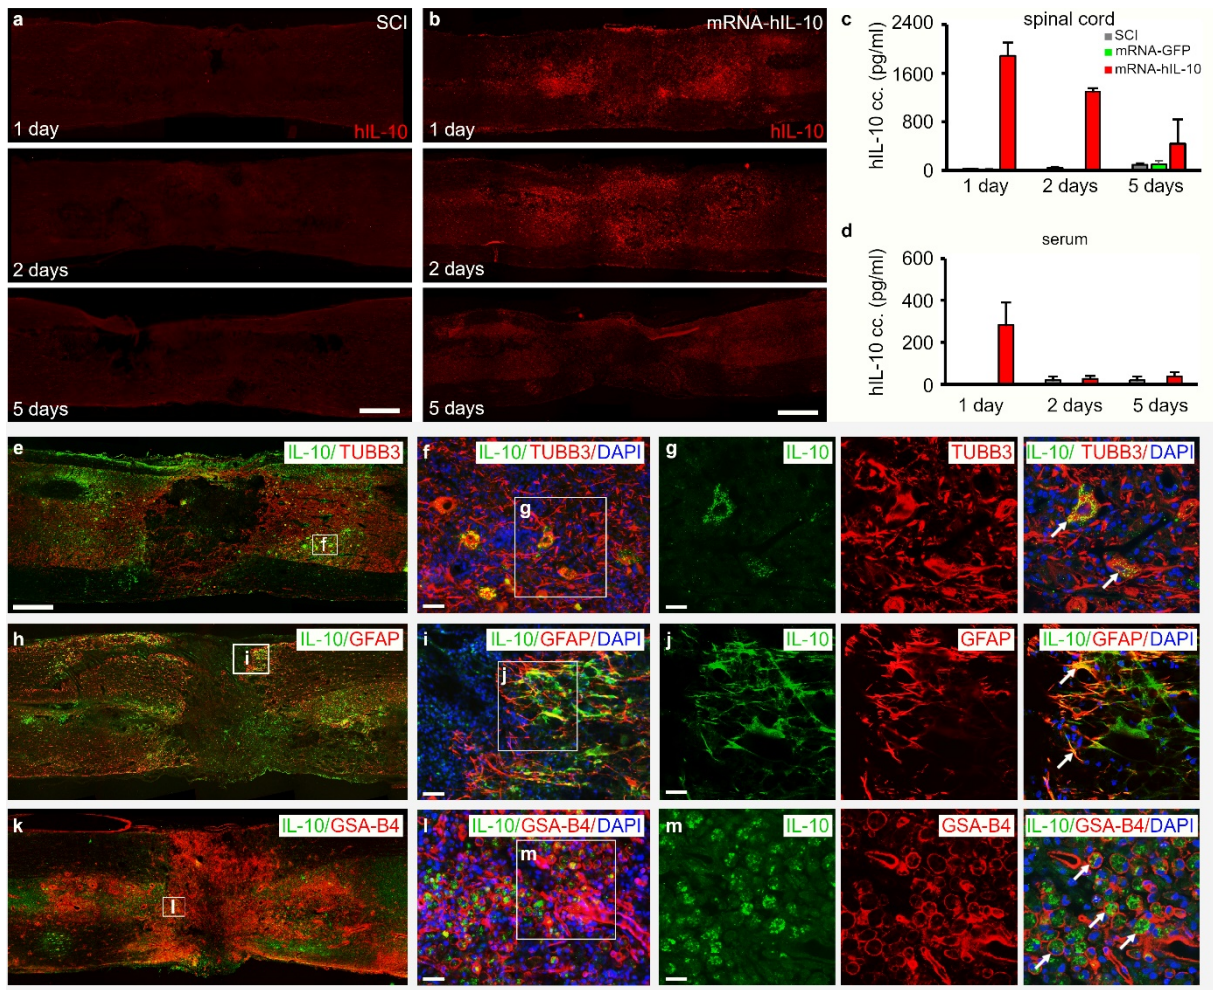 a
SCI
1 day
hIL-10
2 days
5 days
b
mRNA-hIL-10
1 day
hIL-10
2 days
5 days
c
spinal cord
SCI
mRNA-GFP
mRNA-hIL-10
hIL-10 cc. (pg/ml)
2400
1600
800
0
1 day 2 days 5 days
d
serum
hIL-10 cc. (pg/ml)
600
400
200
0
1 day 2 days 5 days
e
IL-10/TUBB3
f
f
IL-10/TUBB3/DAPI
g
g
IL-10
TUBB3
IL-10/TUBB3/DAPI
h
IL-10/GFAP
i
i
IL-10/GFAP/DAPI
j
j
IL-10
GFAP
IL-10/GFAP/DAPI
k
IL-10/GSA-B4
l
l
IL-10/GSA-B4/DAPI
m
m
IL-10
GSA-B4
IL-10/GSA-B4/DAPI